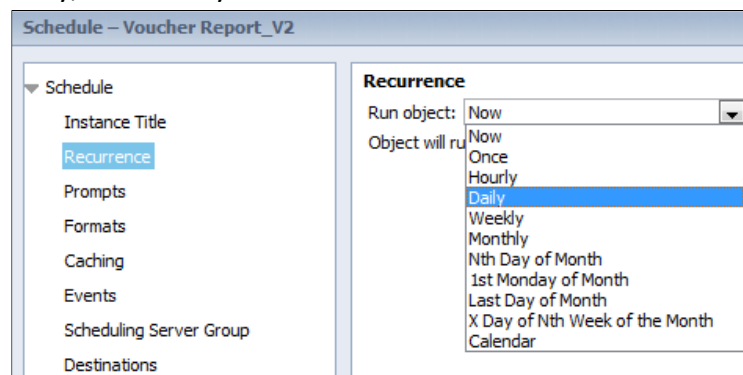 Schedule – Voucher Report_V2
Schedule
Instance Title
Recurrence
Prompts
Formats
Caching
Events
Scheduling Server Group
Destinations
Recurrence
Run object: Now
Object will ru
Now
Once
Hourly
Daily
Weekly
Monthly
Nth Day of Month
1st Monday of Month
Last Day of Month
X Day of Nth Week of the Month
Calendar